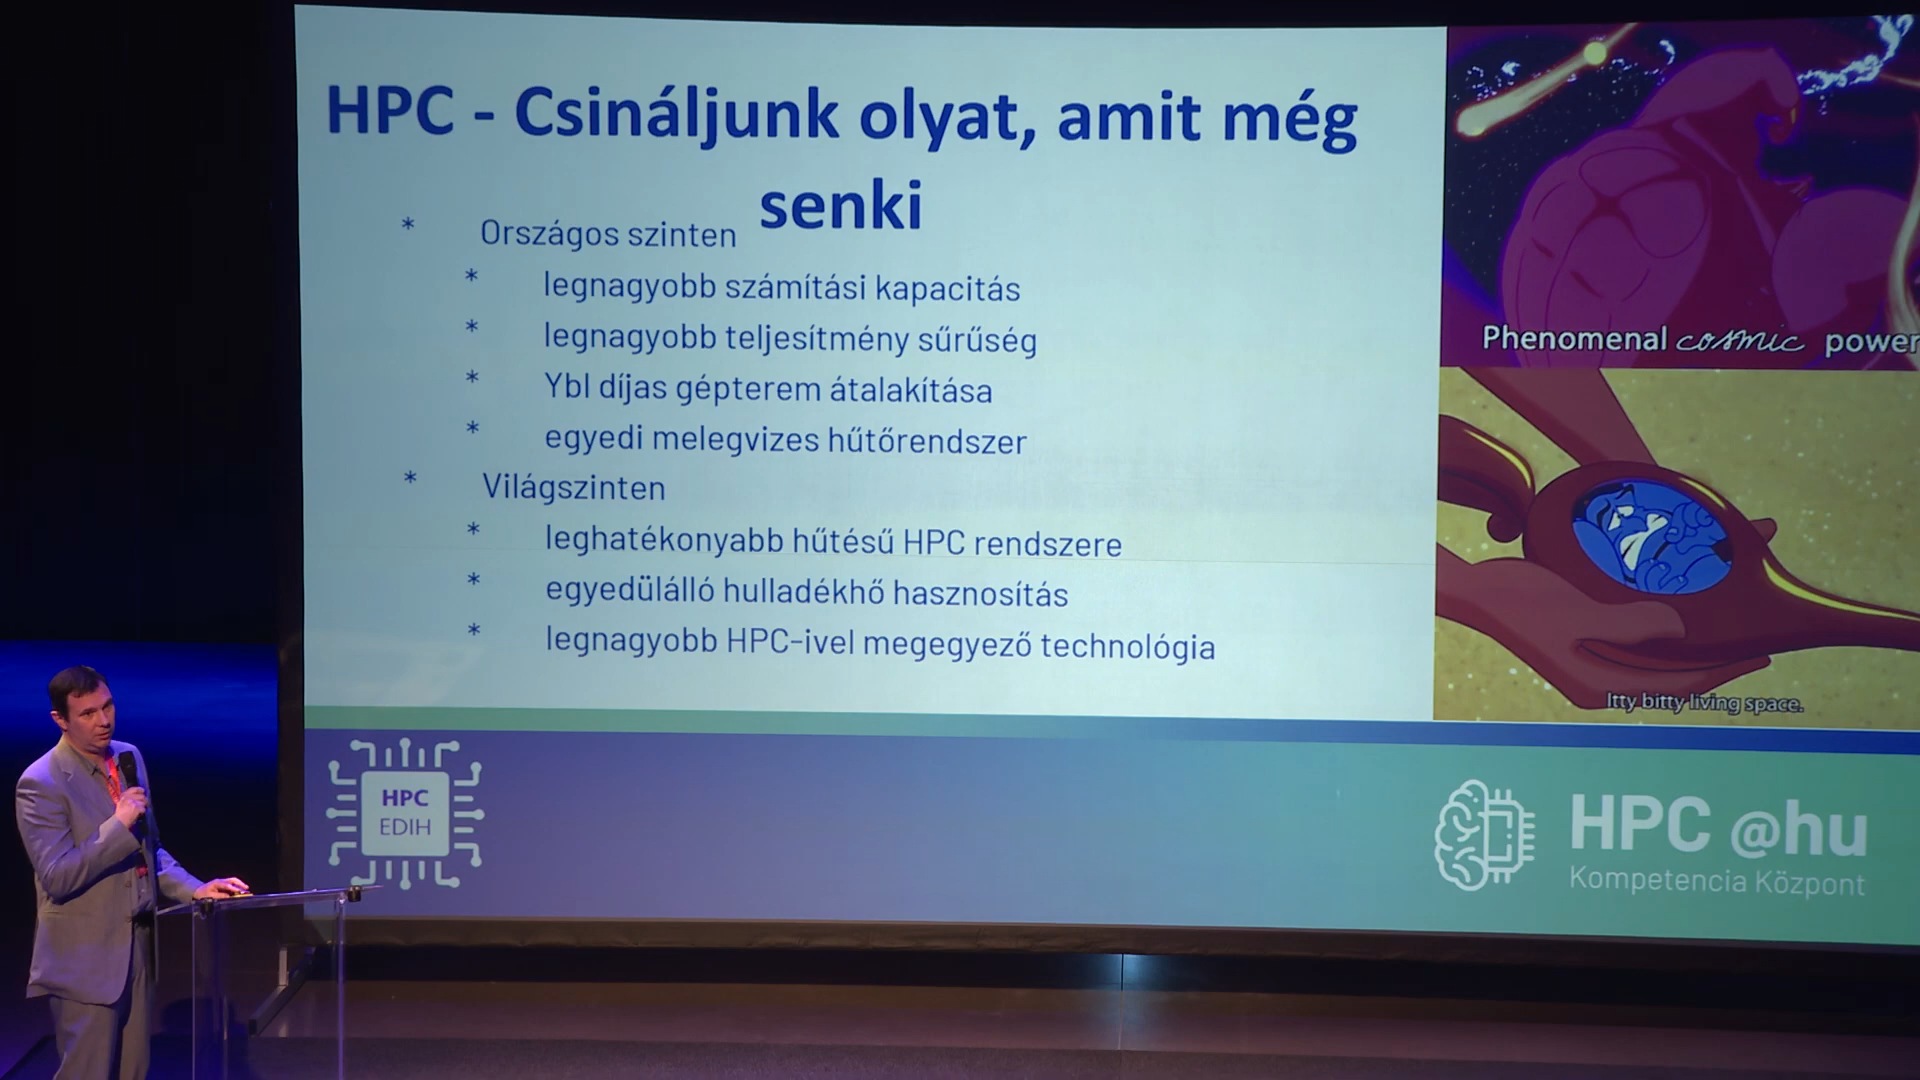 HPC - Csináljunk olyat, amit még
senki
* Országos szinten
* legnagyobb számítási kapacitás
* legnagyobb teljesítmény sűrűség
* Ybl díjas gépterem átalakítása
* egyedi melegvizes hűtőrendszer
* Világszinten
* leghatékonyabb hűtésű HPC rendszere
* egyedülálló hulladékhő hasznosítás
* legnagyobb HPC-ivel megegyező technológia
Phenomenal cosmic power
Itty bitty living space.
HPC
EDIH
HPC @hu
Kompetencia Központ